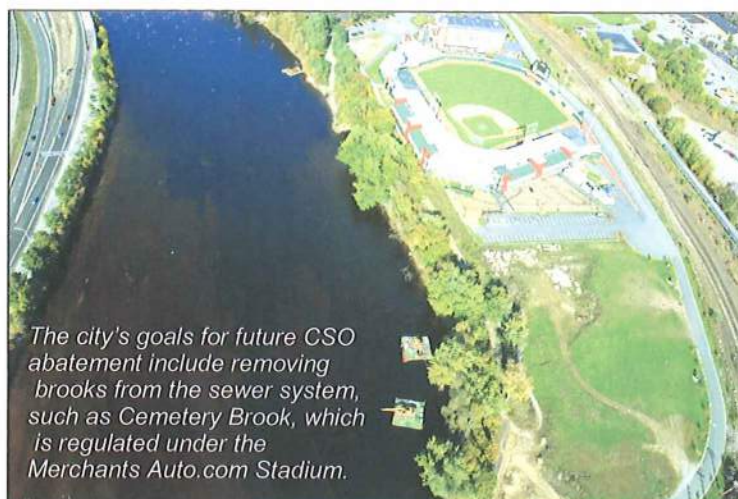 The city's goals for future CSO
abatement include removing
brooks from the sewer system,
such as Cemetery Brook, which
is regulated under the
Merchants Auto.com Stadium.